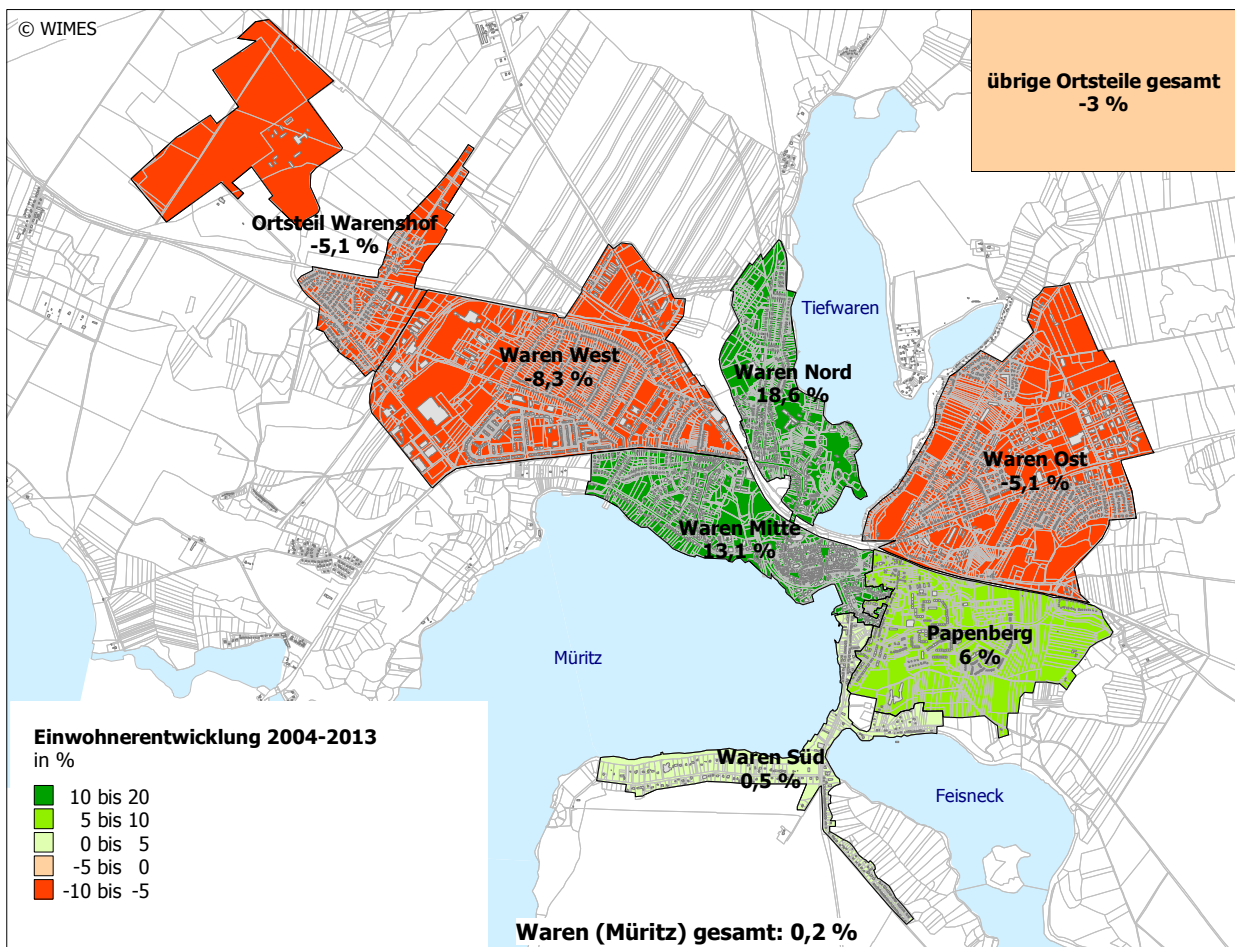 © WIMES
übrige Ortsteile gesamt
-3 %
Ortsteil Warenshof
-5,1 %
Tiefwaren
Waren West
-8,3 %
Waren Nord
18,6 %
Waren Ost
-5,1 %
Waren Mitte
13,1 %
Papenberg
6 %
Müritz
Waren Süd
0,5 %
Feisneck
Einwohnerentwicklung 2004-2013
in %
10 bis 20
5 bis 10
0 bis 5
-5 bis 0
-10 bis -5
Waren (Müritz) gesamt: 0,2 %